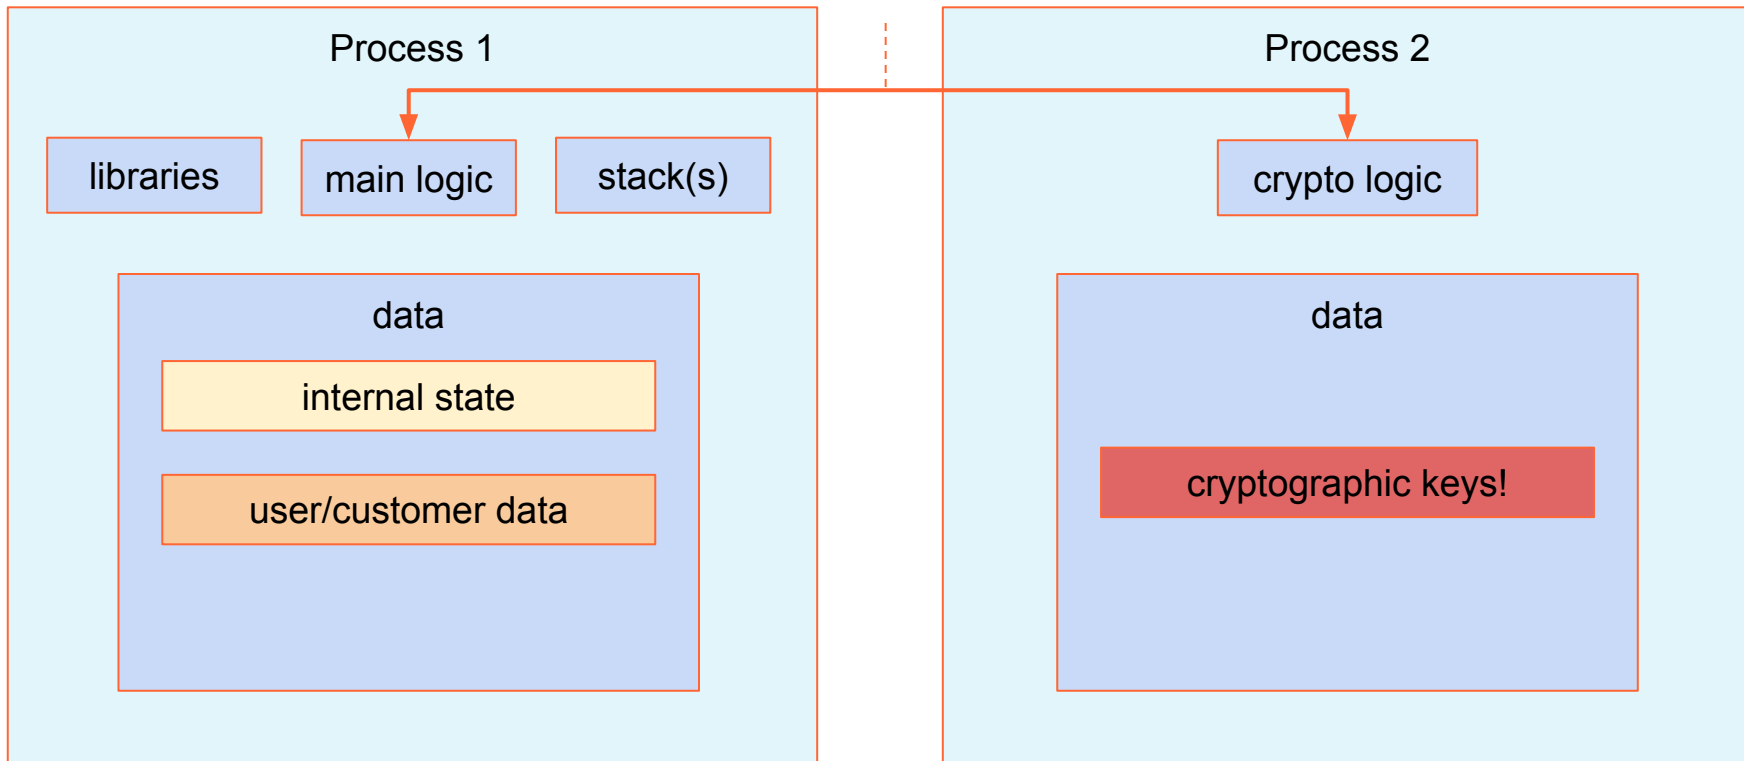 Process 1
libraries
main logic
stack(s)
data
internal state
user/customer data
Process 2
crypto logic
data
cryptographic keys!